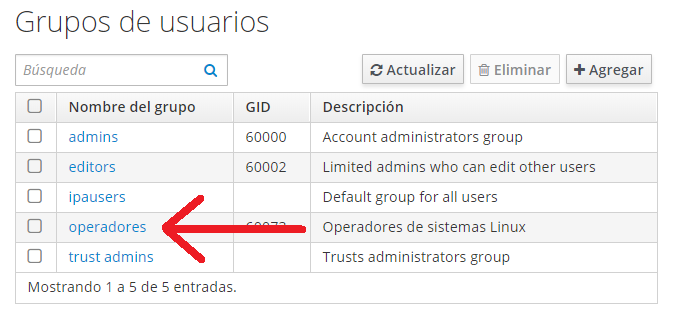 Grupos de usuarios
Búsqueda Actualizar Eliminar Agregar
Nombre del grupo GID Descripción
admins 60000 Account administrators group
editors 60002 Limited admins who can edit other users
ipausers Default group for all users
operadores Operadores de sistemas Linux
trust admins Trusts administrators group
Mostrando 1 a 5 de 5 entradas.